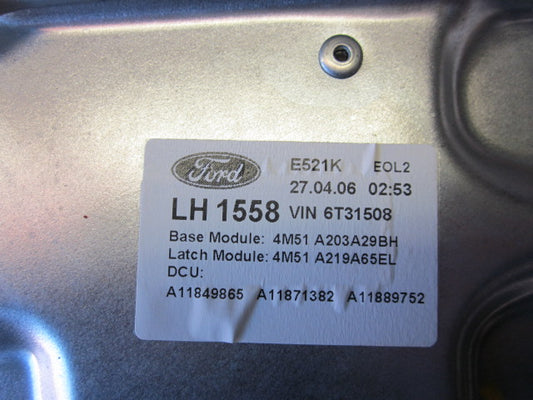 Ford E521K EOL2
27.04.06 02:53
LH 1558 VIN 6T31508
Base Module: 4M51 A203A29BH
Latch Module: 4M51 A219A65EL
DCU:
A11849865 A11871382 A11889752